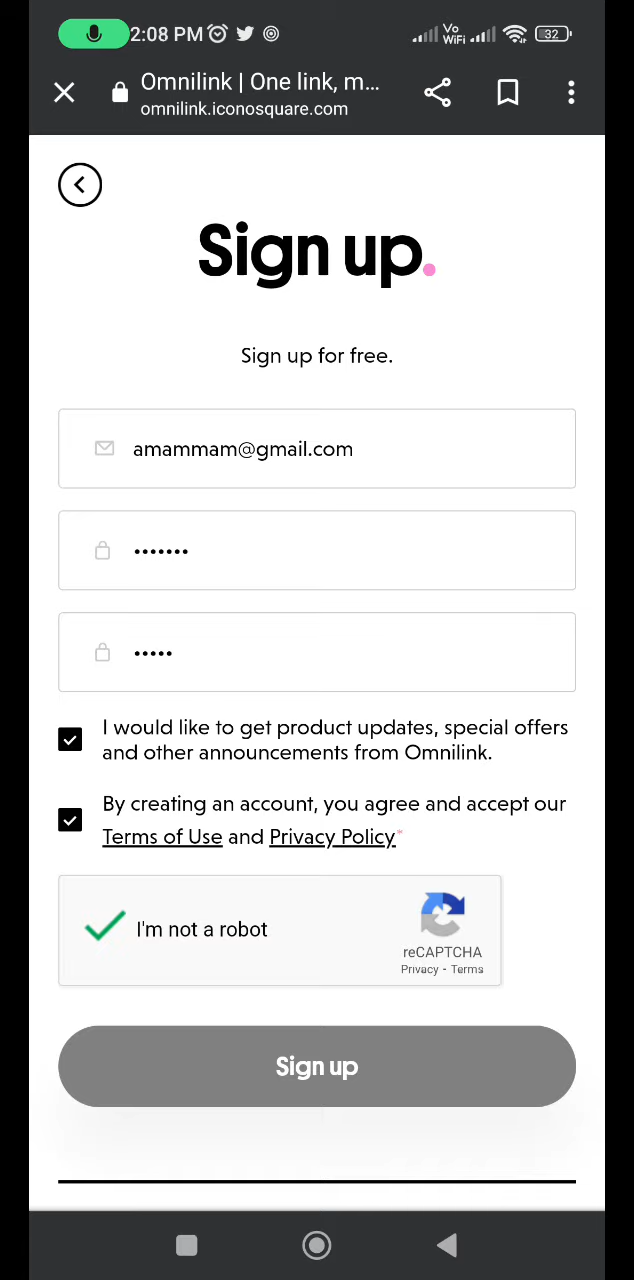 2:08 PM Vo WiFi 32
Omnilink | One link, m...
omnilink.iconosquare.com
Sign up.
Sign up for free.
amammam@gmail.com
•••••••
•••••
I would like to get product updates, special offers
and other announcements from Omnilink.
By creating an account, you agree and accept our
Terms of Use and Privacy Policy*
I'm not a robot
reCAPTCHA
Privacy - Terms
Sign up